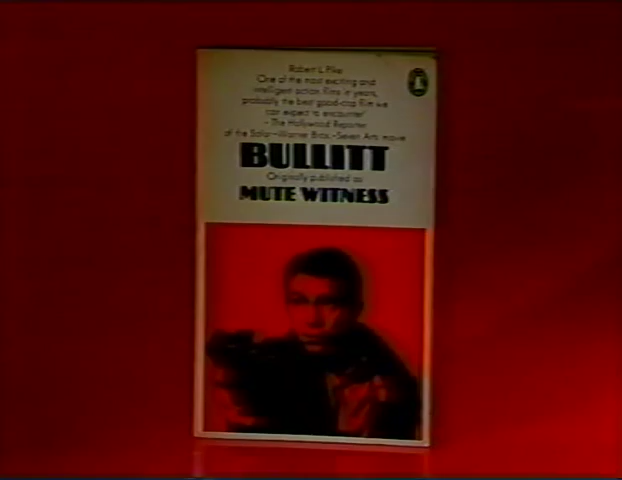 Robert L Pike
'One of the most exciting and
intelligent action films in years,
probably the best good-cop film we
can expect to encounter'
- The Hollywood Reporter
of the Solar-Warner Bros.-Seven Arts movie
BULLITT
Originally published as
MUTE WITNESS